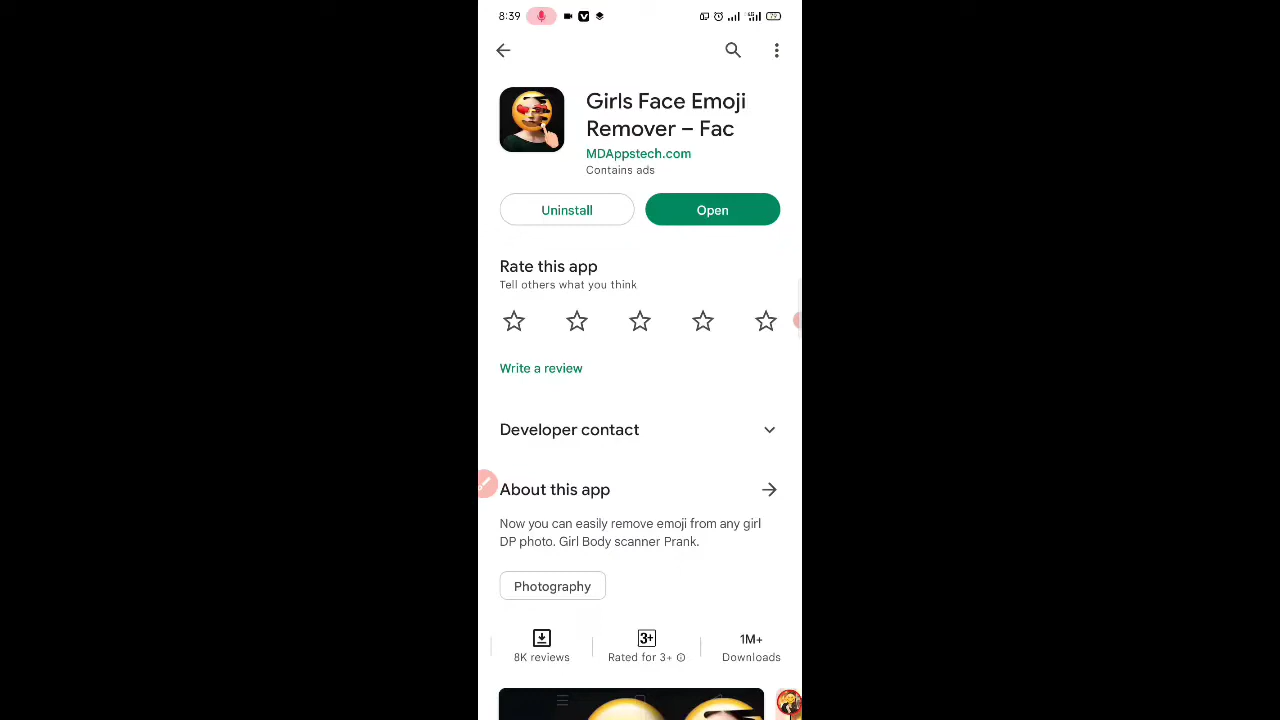 8:39
79
Girls Face Emoji
Remover – Fac
MDAppstech.com
Contains ads
Uninstall
Open
Rate this app
Tell others what you think
Write a review
Developer contact
About this app
Now you can easily remove emoji from any girl
DP photo. Girl Body scanner Prank.
Photography
3+
1M+
8K reviews
Rated for 3+
Downloads